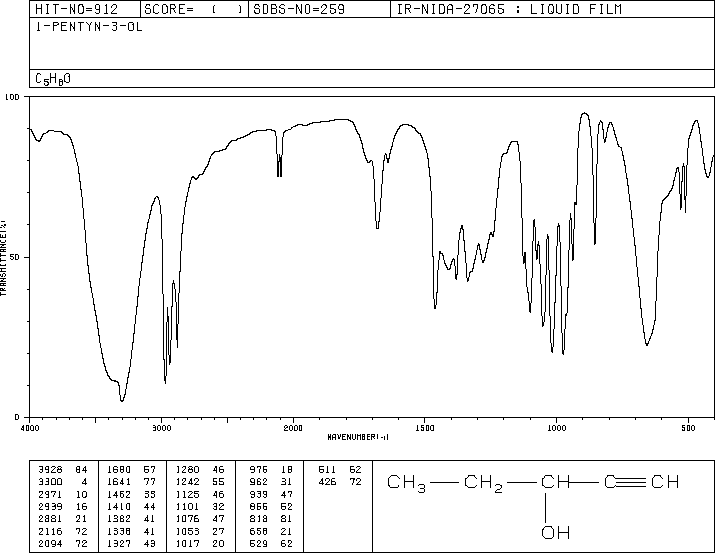 HIT-NO=912 SCORE= ( ) SDBS-NO=259 IR-NIDA-27065 : LIQUID FILM
1-PENTYN-3-OL
C5H8O
100
50
0
TRANSMITTANCE(%)
4000 3000 2000 1500 1000 500
WAVENUMBER(-1)
3928 84 1680 57 1280 46 976 18 511 62
3300 4 1641 77 1242 55 962 31 426 72
2971 10 1462 33 1125 46 939 47
2939 16 1410 44 1101 32 855 52
2881 21 1382 41 1076 47 818 81
2116 72 1338 41 1053 27 658 21
2094 72 1327 43 1017 20 529 62
CH3 CH2 CH C CH
OH